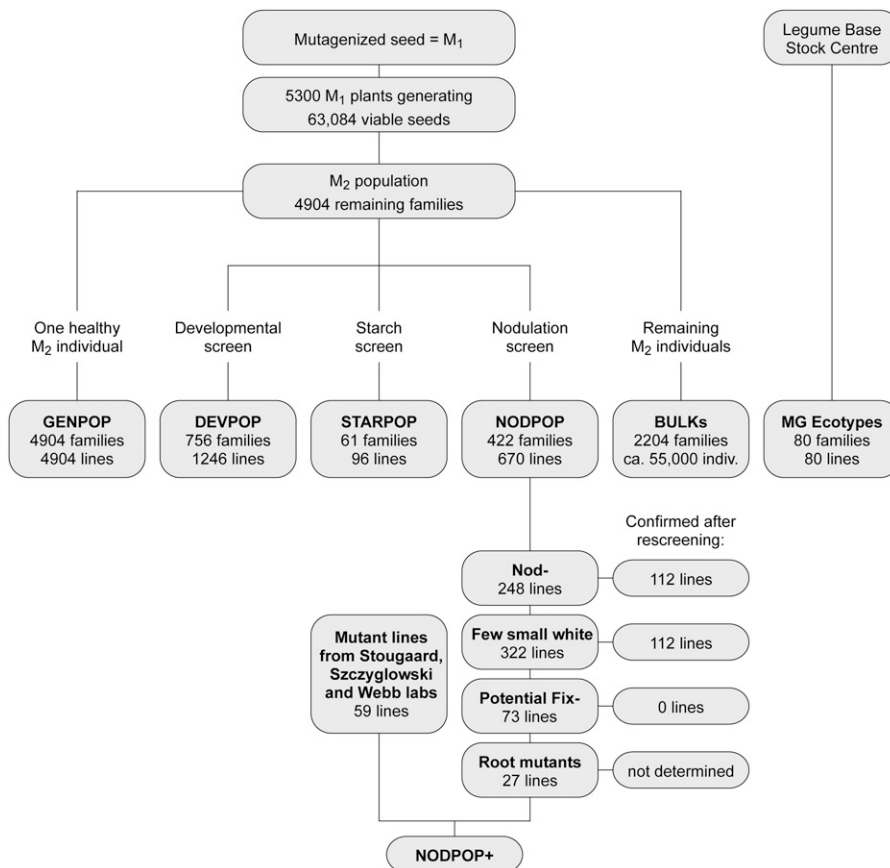 Mutagenized seed = M₁
Legume Base
Stock Centre
5300 M₁ plants generating
63,084 viable seeds
M₂ population
4904 remaining families
One healthy
M₂ individual
Developmental
screen
Starch
screen
Nodulation
screen
Remaining
M₂ individuals
GENPOP
4904 families
4904 lines
DEVPOP
756 families
1246 lines
STARPOP
61 families
96 lines
NODPOP
422 families
670 lines
BULKs
2204 families
ca. 55,000 indiv.
MG Ecotypes
80 families
80 lines
Confirmed after
rescreening:
Nod-
248 lines
112 lines
Mutant lines
from Stougaard,
Szczyglowski
and Webb labs
59 lines
Few small white
322 lines
112 lines
Potential Fix-
73 lines
0 lines
Root mutants
27 lines
not determined
NODPOP+